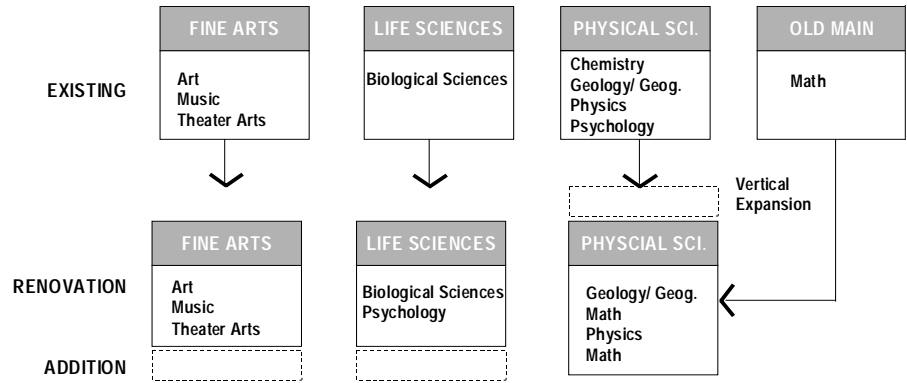 FINE ARTS
LIFE SCIENCES
PHYSICAL SCI.
OLD MAIN
EXISTING
Art
Music
Theater Arts
Biological Sciences
Chemistry
Geology/ Geog.
Physics
Psychology
Math
Vertical
Expansion
FINE ARTS
LIFE SCIENCES
PHYSCIAL SCI.
RENOVATION
Art
Music
Theater Arts
Biological Sciences
Psychology
Geology/ Geog.
Math
Physics
Math
ADDITION